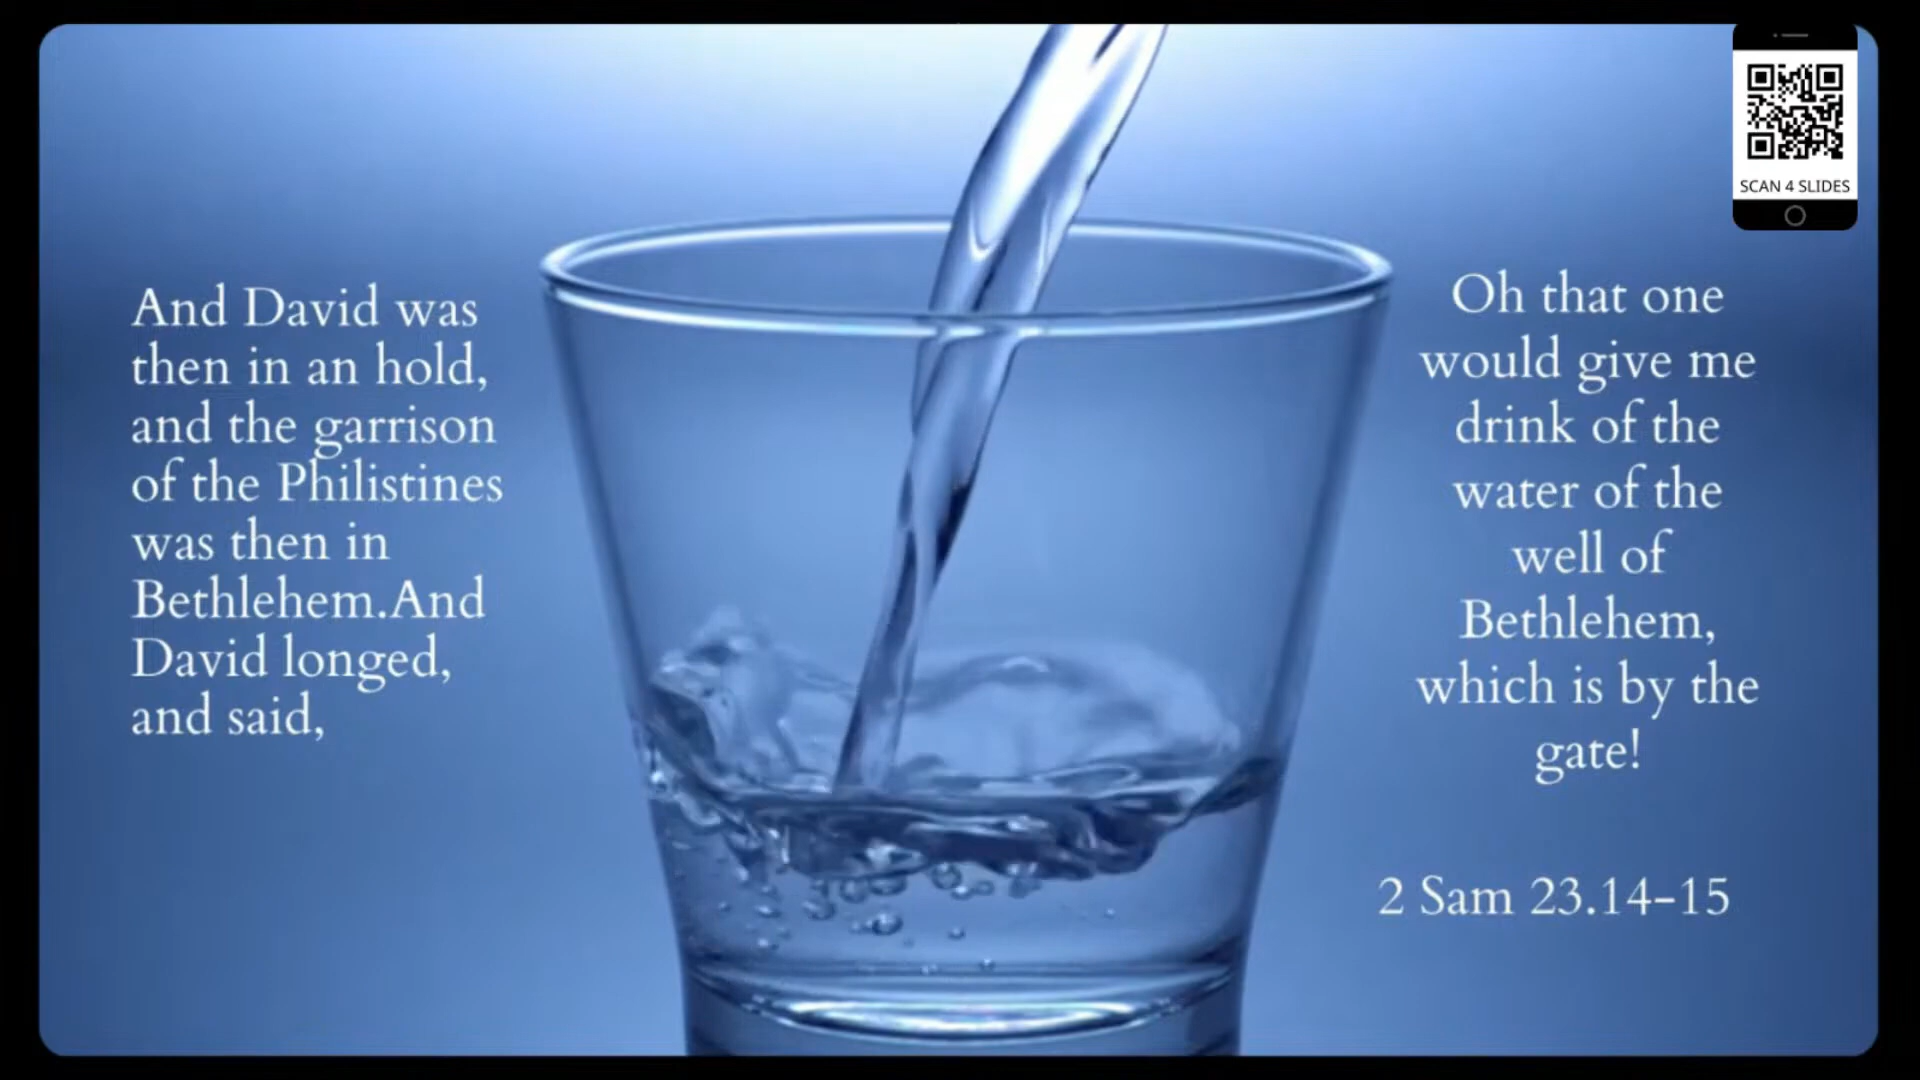 And David was
then in an hold,
and the garrison
of the Philistines
was then in
Bethlehem.And
David longed,
and said,
Oh that one
would give me
drink of the
water of the
well of
Bethlehem,
which is by the
gate!
2 Sam 23.14-15
SCAN 4 SLIDES